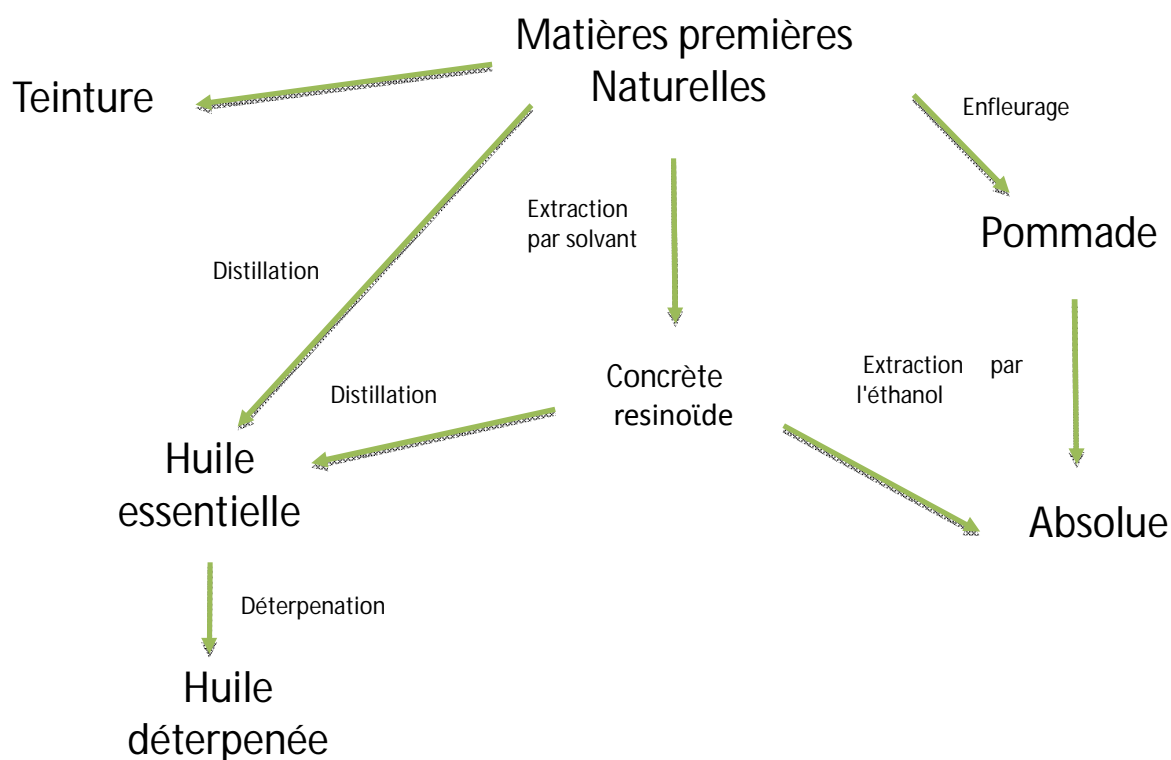 Matières premières
Naturelles
Teinture
Enfleurage
Extraction
par solvant
Pommade
Distillation
Concrète
resinoïde
Extraction par
l'éthanol
Distillation
Huile
essentielle
Absolue
Déterpenation
Huile
déterpenée